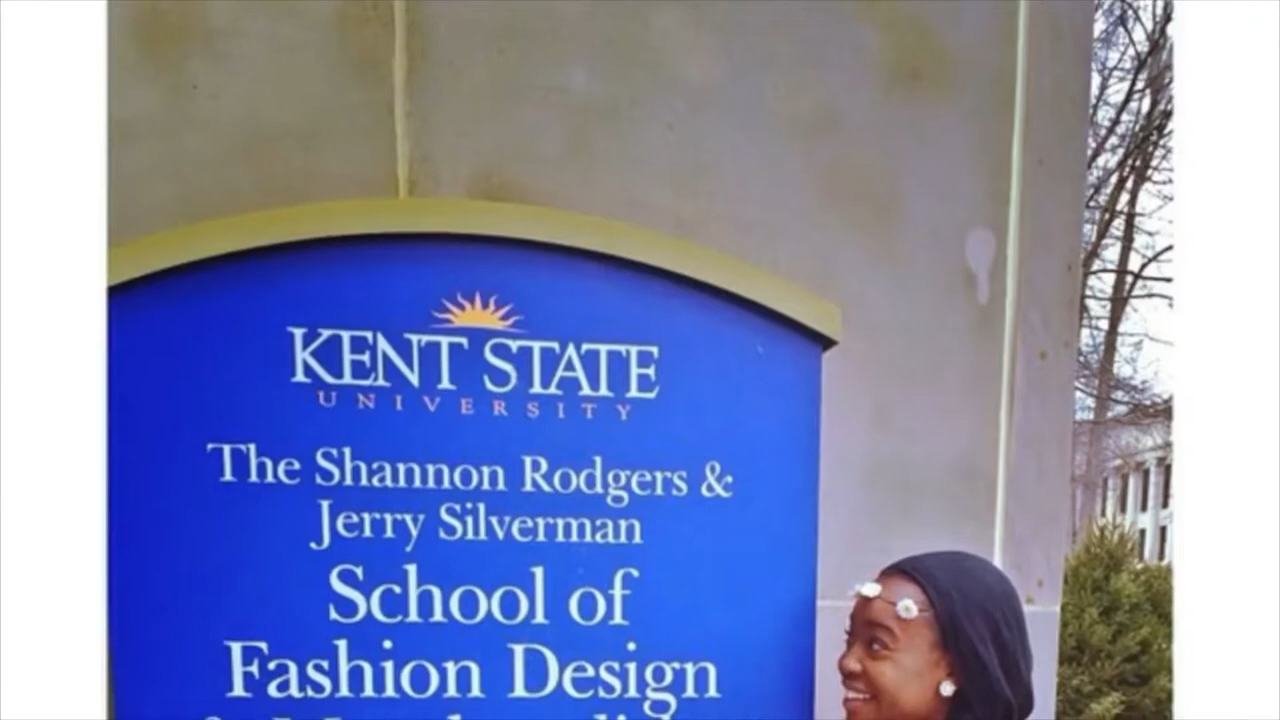 KENT STATE
UNIVERSITY
The Shannon Rodgers &
Jerry Silverman
School of
Fashion Design